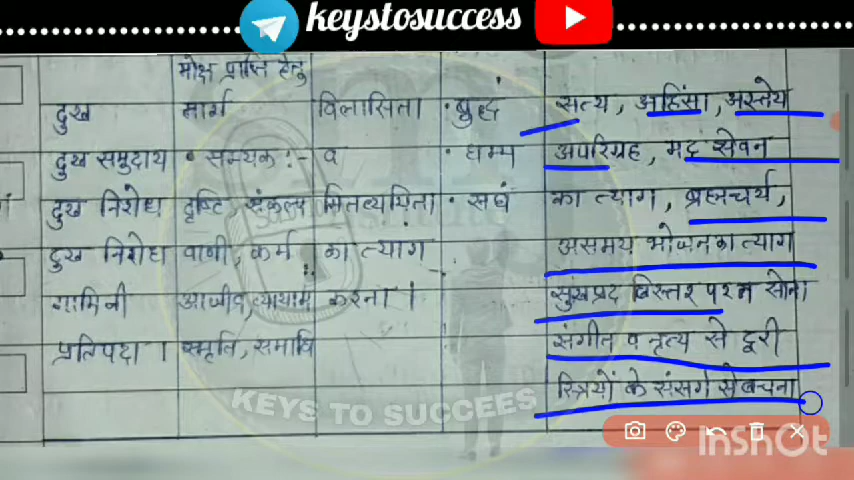 keystosuccess
मोक्ष प्राप्ति हेतु
दुख मार्ग विलासिता • बुद्ध सत्य, अहिंसा, अस्तेय
दुख समुदाय • सम्यक :- व • धम्म अपरिग्रह, मद्द सेवन
दुख निरोध दृष्टि, संकल्प मितव्ययिता • संघ का त्याग, ब्रह्मचर्य,
दुख निरोध वाणी, कर्म का त्याग असमय भोजन का त्याग
गामिनी आजीव, व्यायाम करना । सुखप्रद बिस्तर पर न सोना
प्रतिपदा । स्मृति, समाधि संगीत व नृत्य से दूरी
स्त्रियों के संसर्ग से बचना
KEYS TO SUCCEES
InshOt